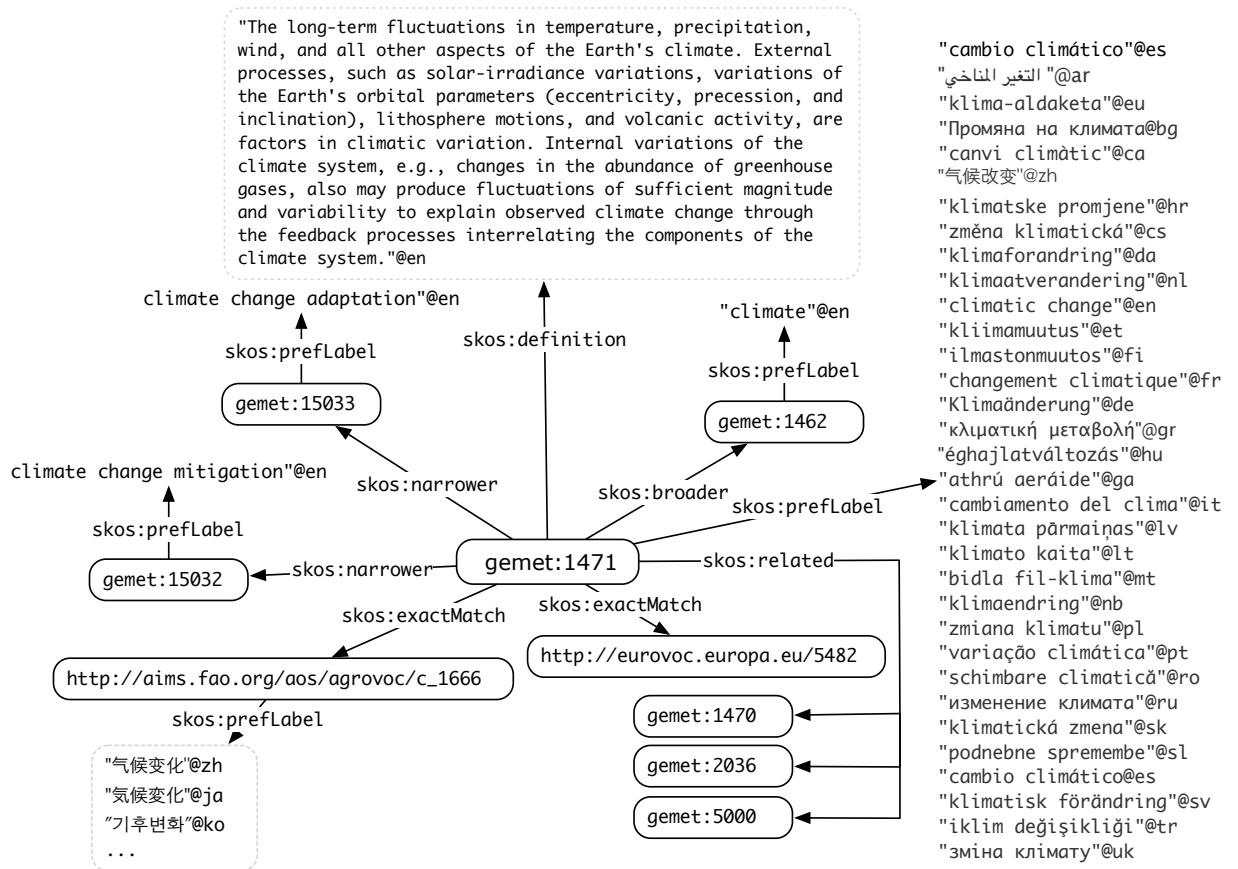 "The long-term fluctuations in temperature, precipitation,
wind, and all other aspects of the Earth's climate. External
processes, such as solar-irradiance variations, variations of
the Earth's orbital parameters (eccentricity, precession, and
inclination), lithosphere motions, and volcanic activity, are
factors in climatic variation. Internal variations of the
climate system, e.g., changes in the abundance of greenhouse
gases, also may produce fluctuations of sufficient magnitude
and variability to explain observed climate change through
the feedback processes interrelating the components of the
climate system."@en
climate change adaptation"@en
skos:prefLabel
gemet:15033
skos:definition
"climate"@en
skos:prefLabel
gemet:1462
climate change mitigation"@en
skos:prefLabel
gemet:15032
skos:narrower
skos:broader
skos:prefLabel
skos:narrower
gemet:1471
skos:related
skos:exactMatch
skos:exactMatch
http://aims.fao.org/aos/agrovoc/c_1666
http://eurovoc.europa.eu/5482
skos:prefLabel
"气候变化"@zh
"気候変化"@ja
"기후변화"@ko
...
gemet:1470
gemet:2036
gemet:5000
"cambio climático"@es
"التغير المناخي"@ar
"klima-aldaketa"@eu
"Промяна на климата@bg
"canvi climàtic"@ca
"气候改变"@zh
"klimatske promjene"@hr
"změna klimatická"@cs
"klimaforandring"@da
"klimaatverandering"@nl
"climatic change"@en
"kliimamuutus"@et
"ilmastonmuutos"@fi
"changement climatique"@fr
"Klimaänderung"@de
"κλιματική μεταβολή"@gr
"éghajlatváltozás"@hu
"athrú aeráide"@ga
"cambiamento del clima"@it
"klimata pārmaiņas"@lv
"klimato kaita"@lt
"bidla fil-klima"@mt
"klimaendring"@nb
"zmiana klimatu"@pl
"variação climática"@pt
"schimbare climatică"@ro
"изменение климата"@ru
"klimatická zmena"@sk
"podnebne spremembe"@sl
"cambio climático@es
"klimatisk förändring"@sv
"iklim değişikliği"@tr
"зміна клімату"@uk